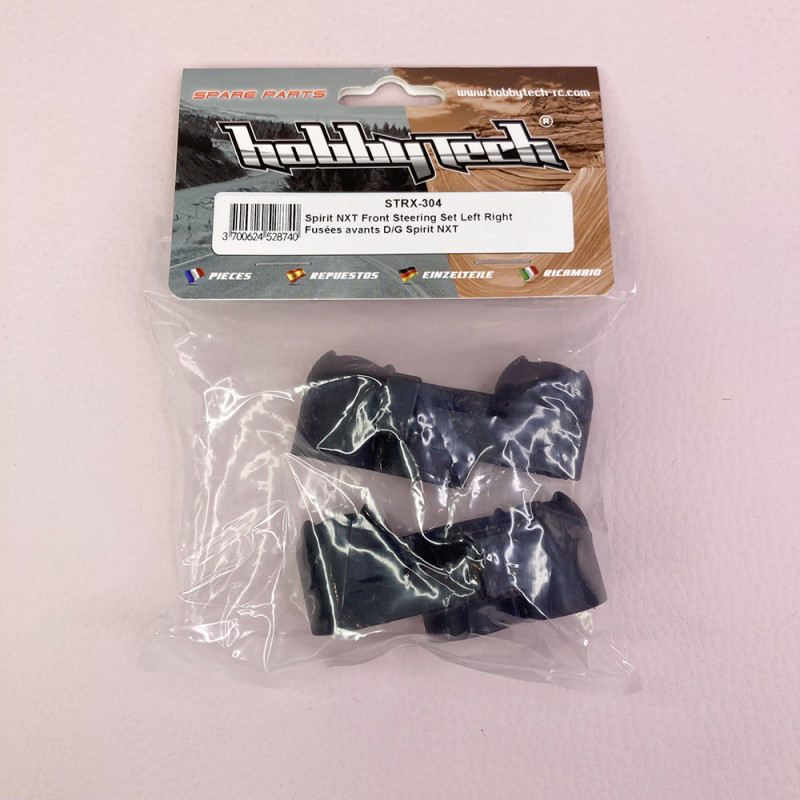 SPARE PARTS
www.hobbytech-rc.com
hobbytech®
STRX-304
Spirit NXT Front Steering Set Left Right
Fusées avants D/G Spirit NXT
3 700624 528740
PIÈCES
REPUESTOS
EINZELTEILE
RICAMBIO